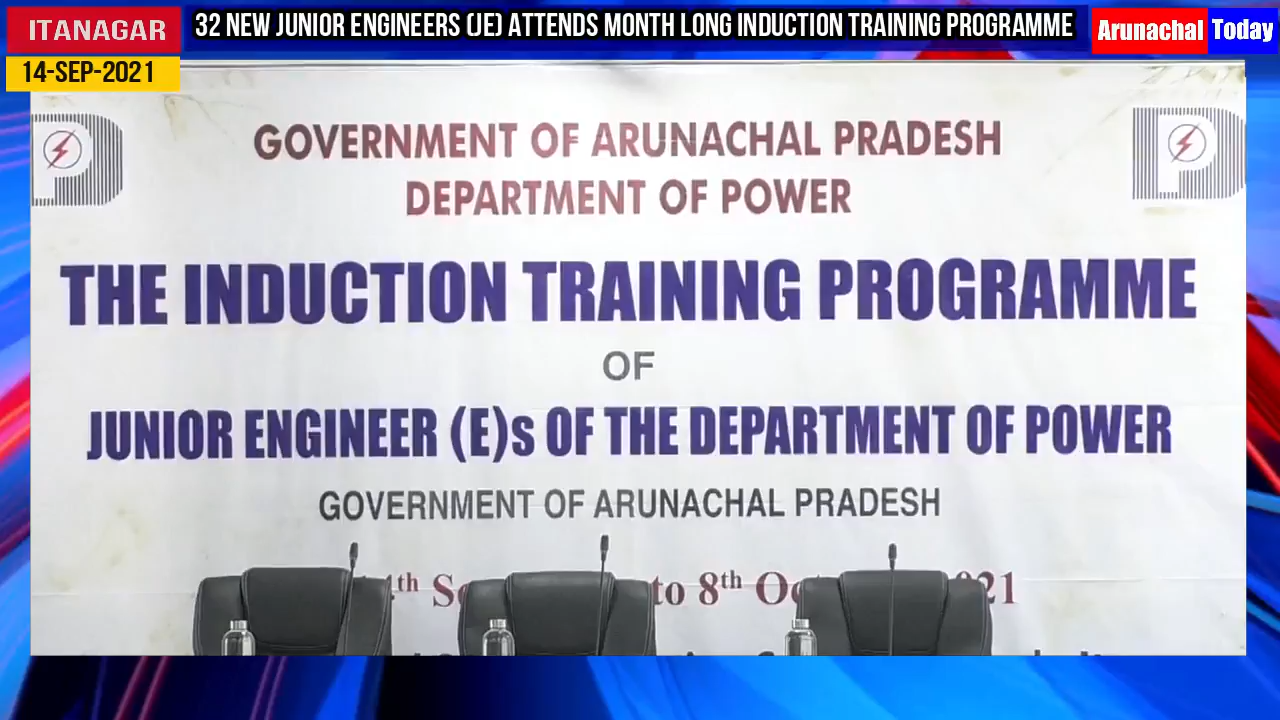 ITANAGAR
32 NEW JUNIOR ENGINEERS (JE) ATTENDS MONTH LONG INDUCTION TRAINING PROGRAMME
Arunachal Today
14-SEP-2021
GOVERNMENT OF ARUNACHAL PRADESH
DEPARTMENT OF POWER
THE INDUCTION TRAINING PROGRAMME
OF
JUNIOR ENGINEER (E)s OF THE DEPARTMENT OF POWER
GOVERNMENT OF ARUNACHAL PRADESH
to 8th